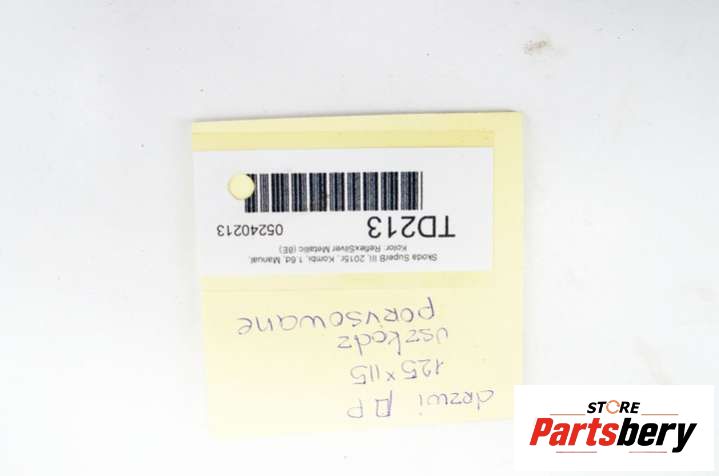 drzwi PP
125 x 115
uszkodz
porysowane
Skoda SuperB III, 2015r., Kombi, 1.6d, Manual,
Kolor: ReflexSilver Metallic (8E)
TD213
05240213
STORE
Partsbery